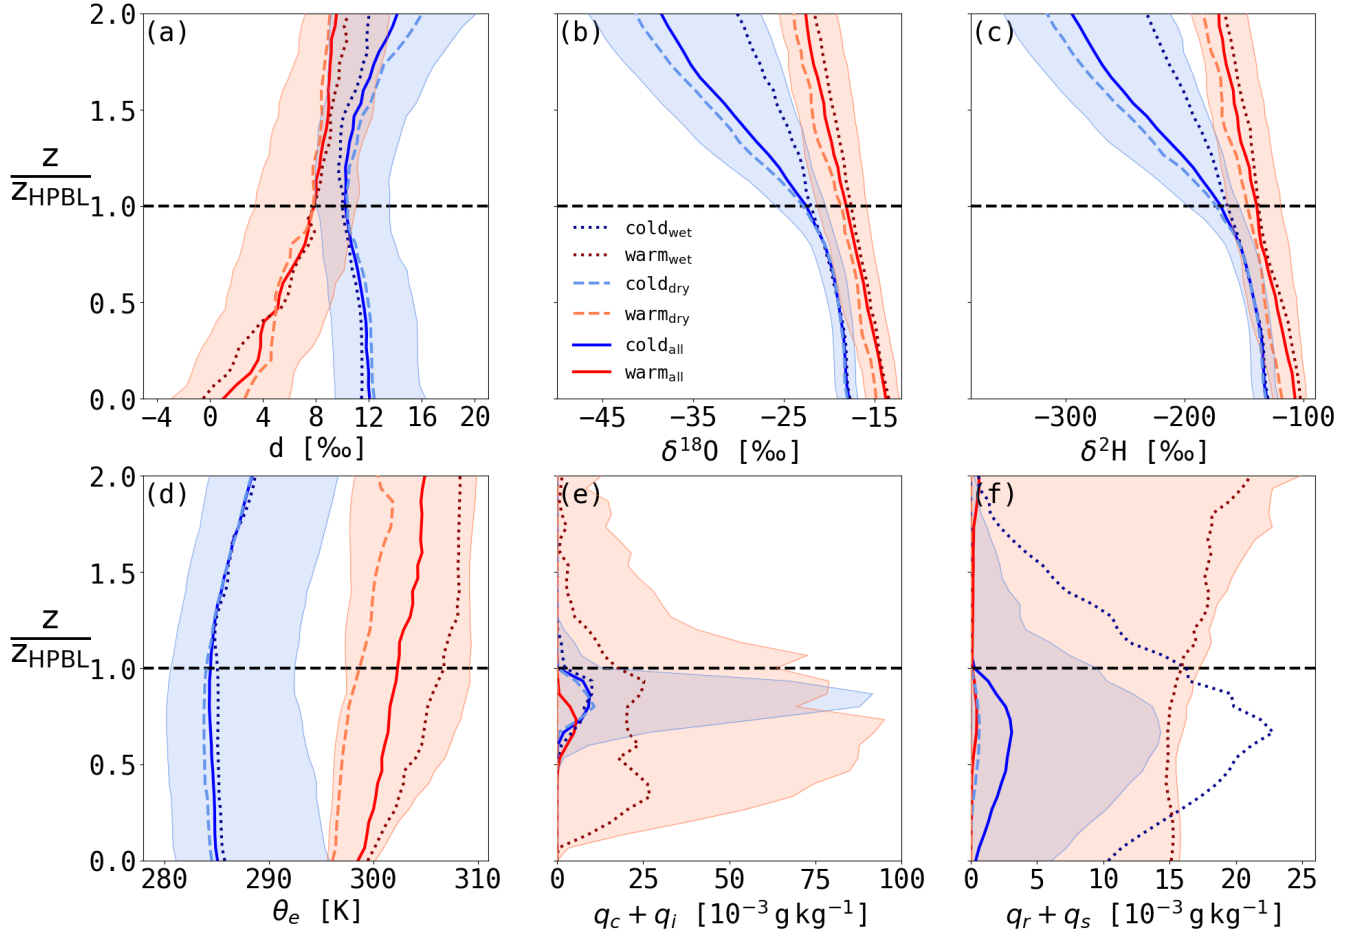 (a) (b) (c)
2.0
1.5
z
z_HPBL
1.0
0.5
0.0
cold_wet
warm_wet
cold_dry
warm_dry
cold_all
warm_all
−4 0 4 8 12 16 20
d [‰]
−45 −35 −25 −15
δ¹⁸O [‰]
−300 −200 −100
δ²H [‰]
(d) (e) (f)
2.0
1.5
z
z_HPBL
1.0
0.5
0.0
280 290 300 310
θ_e [K]
0 25 50 75 100
q_c + q_i [10⁻³ g kg⁻¹]
0 5 10 15 20 25
q_r + q_s [10⁻³ g kg⁻¹]